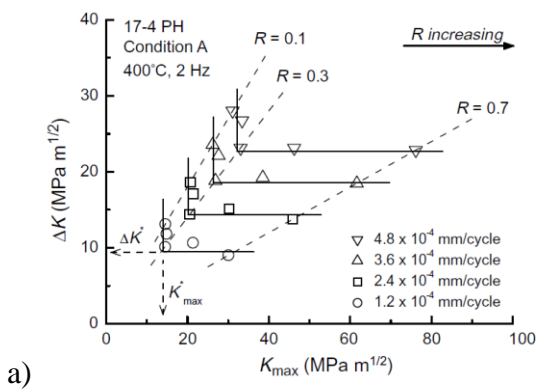 17-4 PH
Condition A
400°C, 2 Hz
R = 0.1
R = 0.3
R = 0.7
R increasing
40
30
20
10
0
ΔK (MPa m^1/2)
ΔK*
K*max
4.8 x 10^-4 mm/cycle
3.6 x 10^-4 mm/cycle
2.4 x 10^-4 mm/cycle
1.2 x 10^-4 mm/cycle
0 20 40 60 80 100
Kmax (MPa m^1/2)
a)